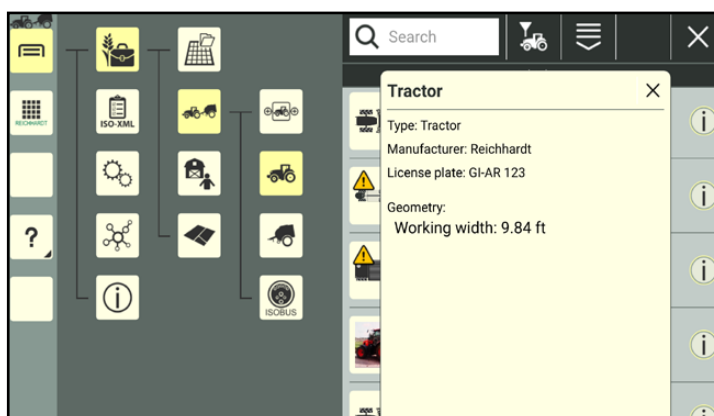 Search
REICHHARDT
ISO-XML
?
ISOBUS
Tractor
Type: Tractor
Manufacturer: Reichhardt
License plate: GI-AR 123
Geometry:
Working width: 9.84 ft